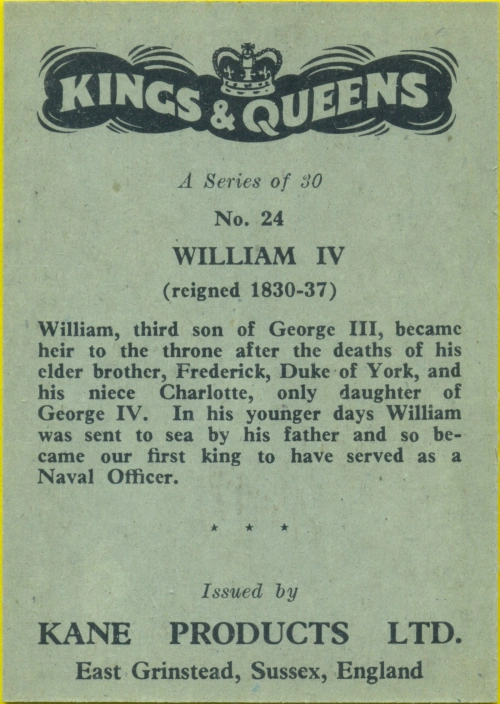 KINGS & QUEENS
A Series of 30
No. 24
WILLIAM IV
(reigned 1830-37)
William, third son of George III, became
heir to the throne after the deaths of his
elder brother, Frederick, Duke of York, and
his niece Charlotte, only daughter of
George IV. In his younger days William
was sent to sea by his father and so be-
came our first king to have served as a
Naval Officer.
* * *
Issued by
KANE PRODUCTS LTD.
East Grinstead, Sussex, England